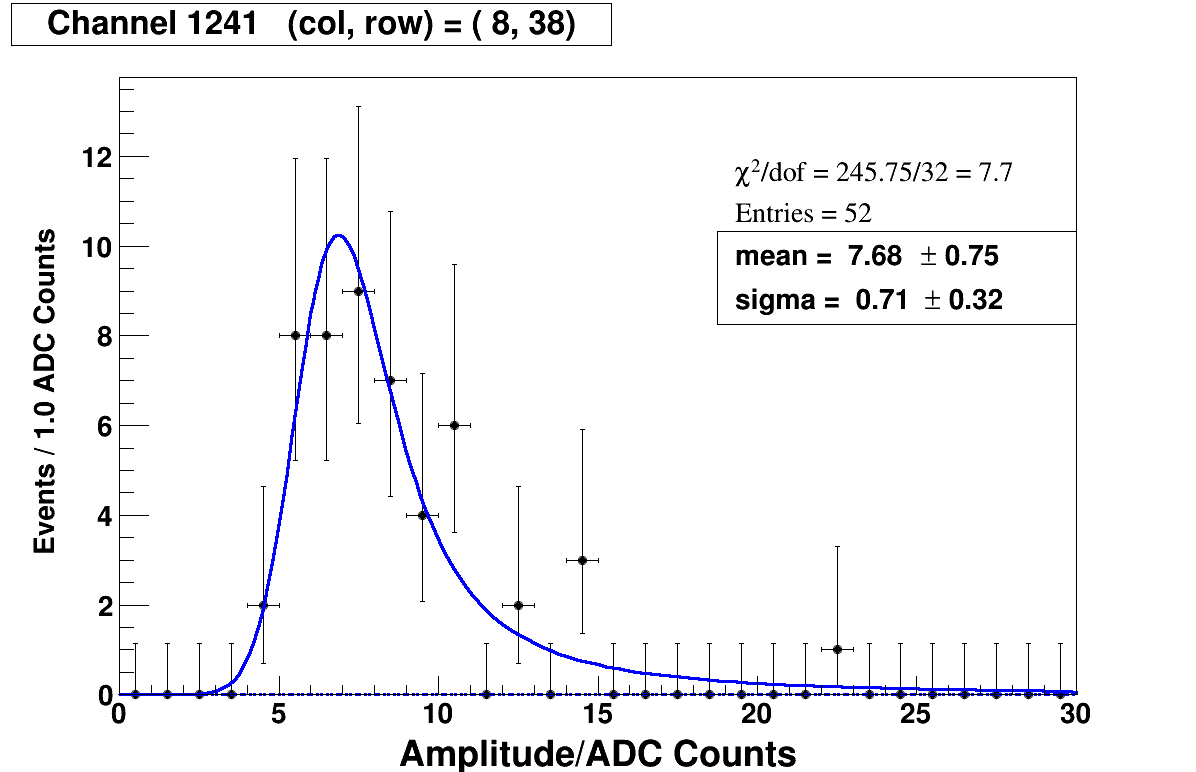 Channel 1241 (col, row) = ( 8, 38)
χ²/dof = 245.75/32 = 7.7
Entries = 52
mean = 7.68 ± 0.75
sigma = 0.71 ± 0.32
Events / 1.0 ADC Counts
12
10
8
6
4
2
0
0 5 10 15 20 25 30
Amplitude/ADC Counts